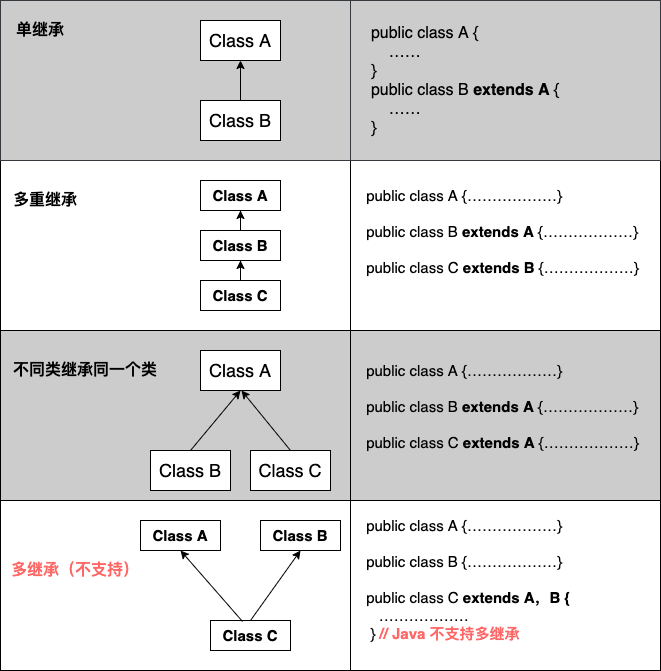 单继承
Class A
Class B
public class A {
……
}
public class B extends A {
……
}
多重继承
Class A
Class B
Class C
public class A {………………}
public class B extends A {………………}
public class C extends B {………………}
不同类继承同一个类
Class A
Class B
Class C
public class A {………………}
public class B extends A {………………}
public class C extends A {………………}
多继承（不支持）
Class A
Class B
Class C
public class A {………………}
public class B {………………}
public class C extends A，B {
………………
} // Java 不支持多继承